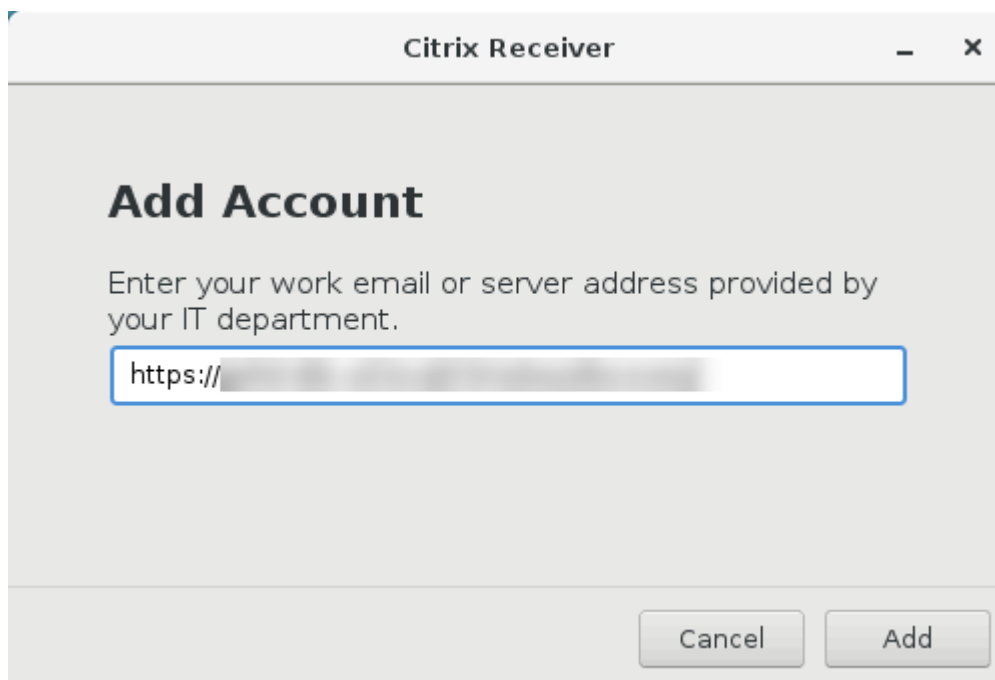 Citrix Receiver
Add Account
Enter your work email or server address provided by
your IT department.
https://
Cancel
Add